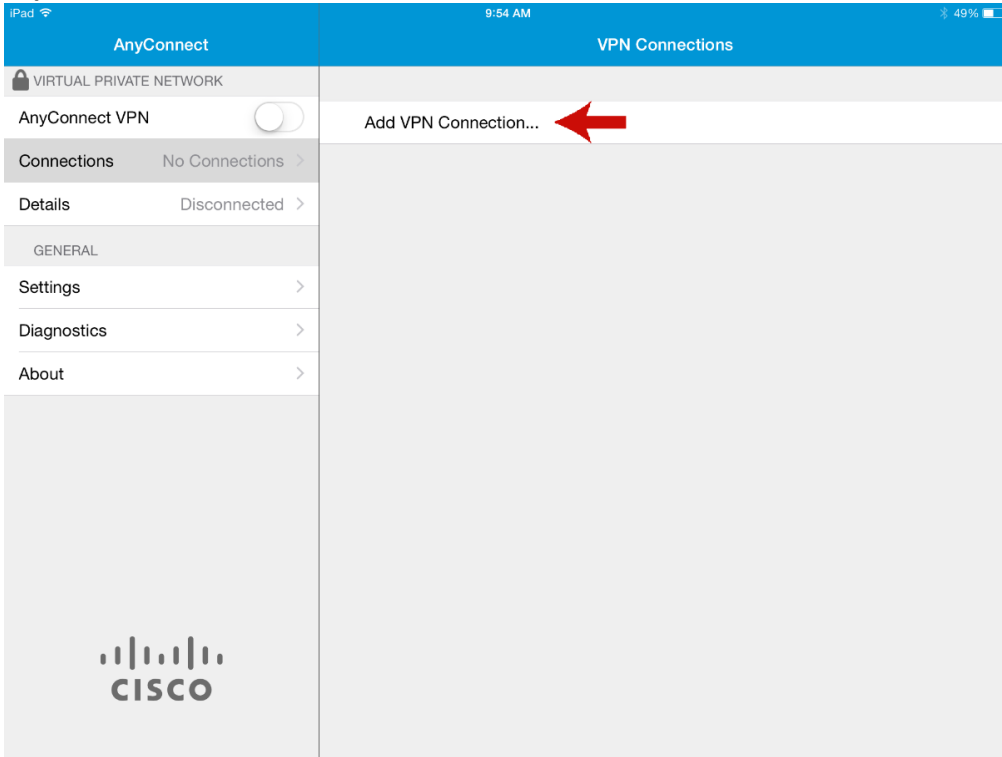 iPad 9:54 AM 49%
AnyConnect
VPN Connections
VIRTUAL PRIVATE NETWORK
AnyConnect VPN
Add VPN Connection...
Connections No Connections
Details Disconnected
GENERAL
Settings
Diagnostics
About
CISCO